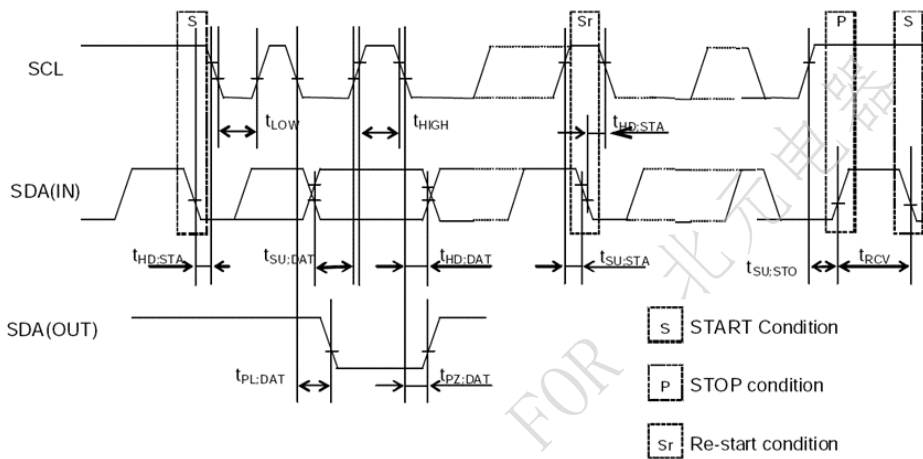 S
Sr
P
S
SCL
tLOW
tHIGH
tHD:STA
SDA(IN)
tHD:STA
tSU:DAT
tHD:DAT
tSU:STA
tSU:STO
tRCV
SDA(OUT)
tPL:DAT
tPZ:DAT
S START Condition
P STOP condition
Sr Re-start condition
FOR 北元电器